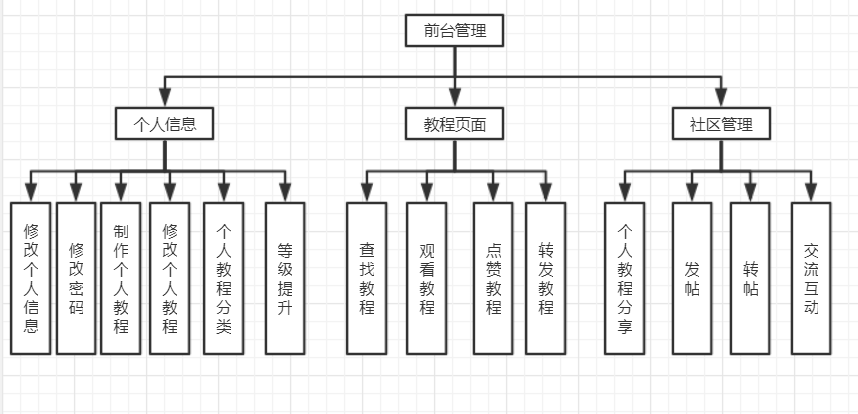 前台管理
个人信息
教程页面
社区管理
修改个人信息
修改密码
制作个人教程
修改个人教程
个人教程分类
等级提升
查找教程
观看教程
点赞教程
转发教程
个人教程分享
发帖
转帖
交流互动